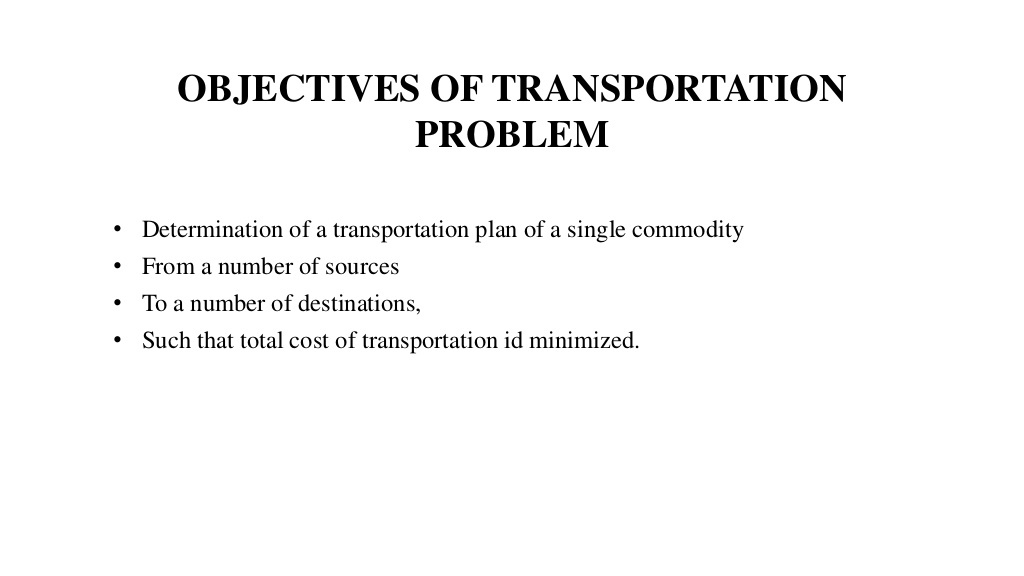 OBJECTIVES OF TRANSPORTATION
PROBLEM
• Determination of a transportation plan of a single commodity
• From a number of sources
• To a number of destinations,
• Such that total cost of transportation id minimized.